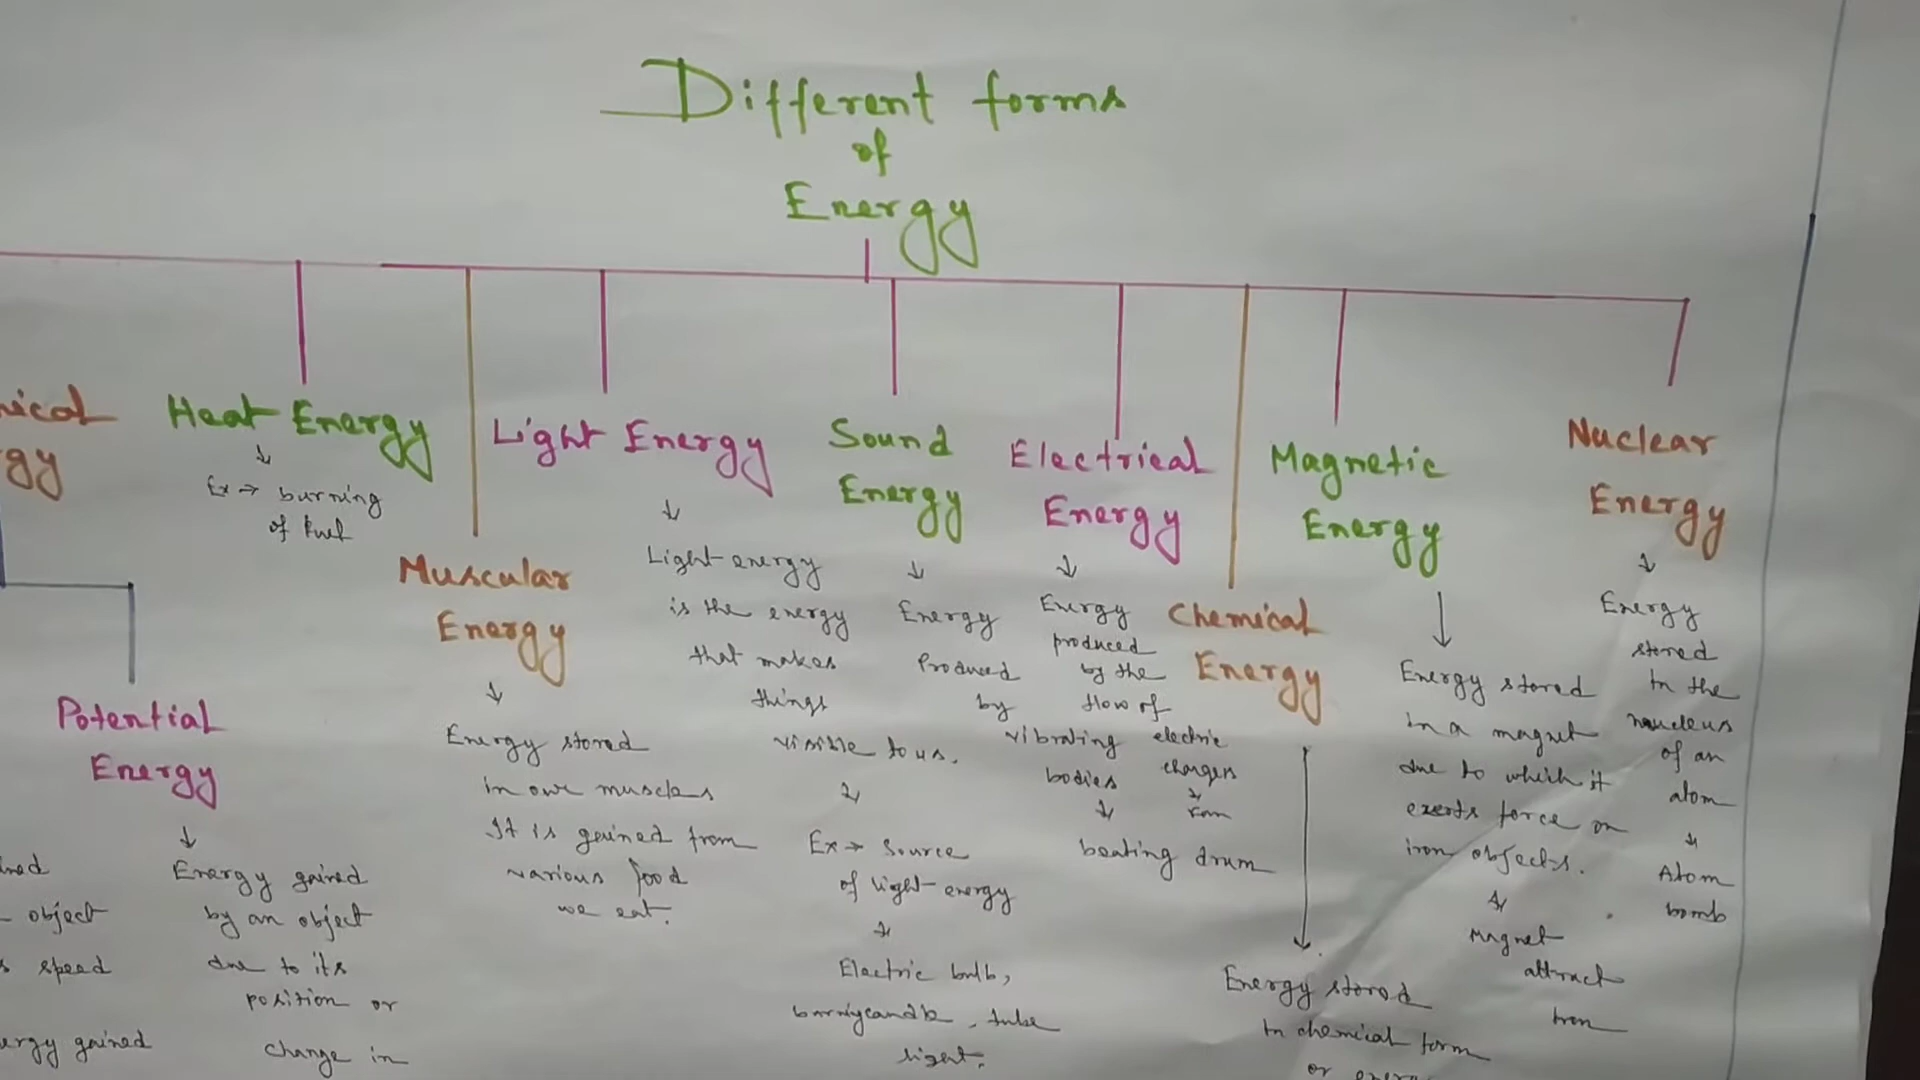 Different forms
of
Energy
Heat Energy
Ex → burning
of fuel
Potential
Energy
Energy gained
by an object
due to its
position or
change in
object
speed
gained
Muscular
Energy
Energy stored
in our muscles
It is gained from
various food
we eat.
Light Energy
Light energy
is the energy
that makes
things
visible to us.
Ex → Source
of light energy
Electric bulb,
tube
light.
Sound
Energy
Energy
Produced
by
vibrating
bodies
beating drum
Electrical
Energy
Energy
produced
by the
flow of
electric
charges
Chemical
Energy
Energy stored
in chemical form
or
Magnetic
Energy
Energy stored
in a magnet
due to which it
exerts force on
iron objects.
Magnet
attract
iron
Nuclear
Energy
Energy
stored
in the
of an
atom
Atom
bomb